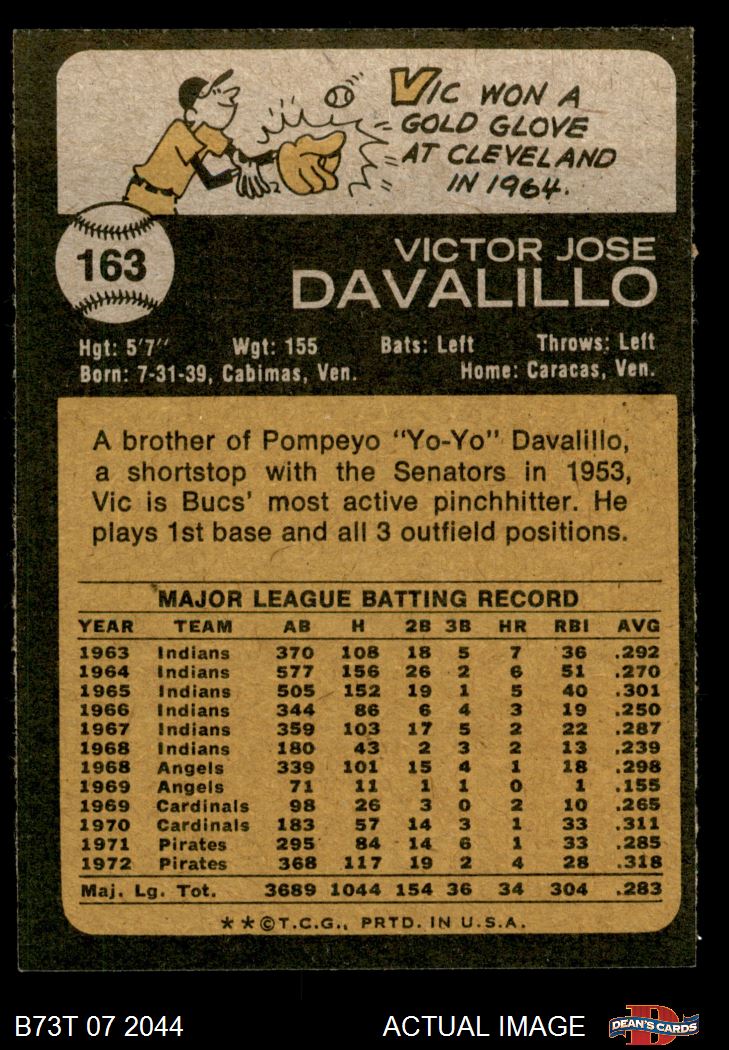 VIC WON A
GOLD GLOVE
AT CLEVELAND
IN 1964.
163
VICTOR JOSE
DAVALILLO
Hgt: 5'7" Wgt: 155 Bats: Left Throws: Left
Born: 7-31-39, Cabimas, Ven. Home: Caracas, Ven.
A brother of Pompeyo "Yo-Yo" Davalillo,
a shortstop with the Senators in 1953,
Vic is Bucs' most active pinchhitter. He
plays 1st base and all 3 outfield positions.
MAJOR LEAGUE BATTING RECORD
YEAR TEAM AB H 2B 3B HR RBI AVG
1963 Indians 370 108 18 5 7 36 .292
1964 Indians 577 156 26 2 6 51 .270
1965 Indians 505 152 19 1 5 40 .301
1966 Indians 344 86 6 4 3 19 .250
1967 Indians 359 103 17 5 2 22 .287
1968 Indians 180 43 2 3 2 13 .239
1968 Angels 339 101 15 4 1 18 .298
1969 Angels 71 11 1 1 0 1 .155
1969 Cardinals 98 26 3 0 2 10 .265
1970 Cardinals 183 57 14 3 1 33 .311
1971 Pirates 295 84 14 6 1 33 .285
1972 Pirates 368 117 19 2 4 28 .318
Maj. Lg. Tot. 3689 1044 154 36 34 304 .283
**©T.C.G., PRTD. IN U.S.A.
B73T 07 2044 ACTUAL IMAGE D DEAN'S CARDS